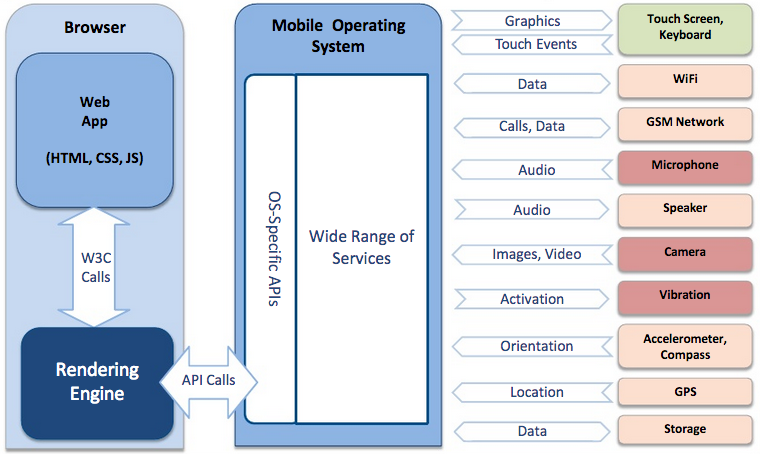 Browser
Web
App
(HTML, CSS, JS)
W3C
Calls
Rendering
Engine
API Calls
Mobile Operating
System
OS-Specific APIs
Wide Range of
Services
Graphics
Touch Events
Touch Screen,
Keyboard
Data
WiFi
Calls, Data
GSM Network
Audio
Microphone
Audio
Speaker
Images, Video
Camera
Activation
Vibration
Orientation
Accelerometer,
Compass
Location
GPS
Data
Storage